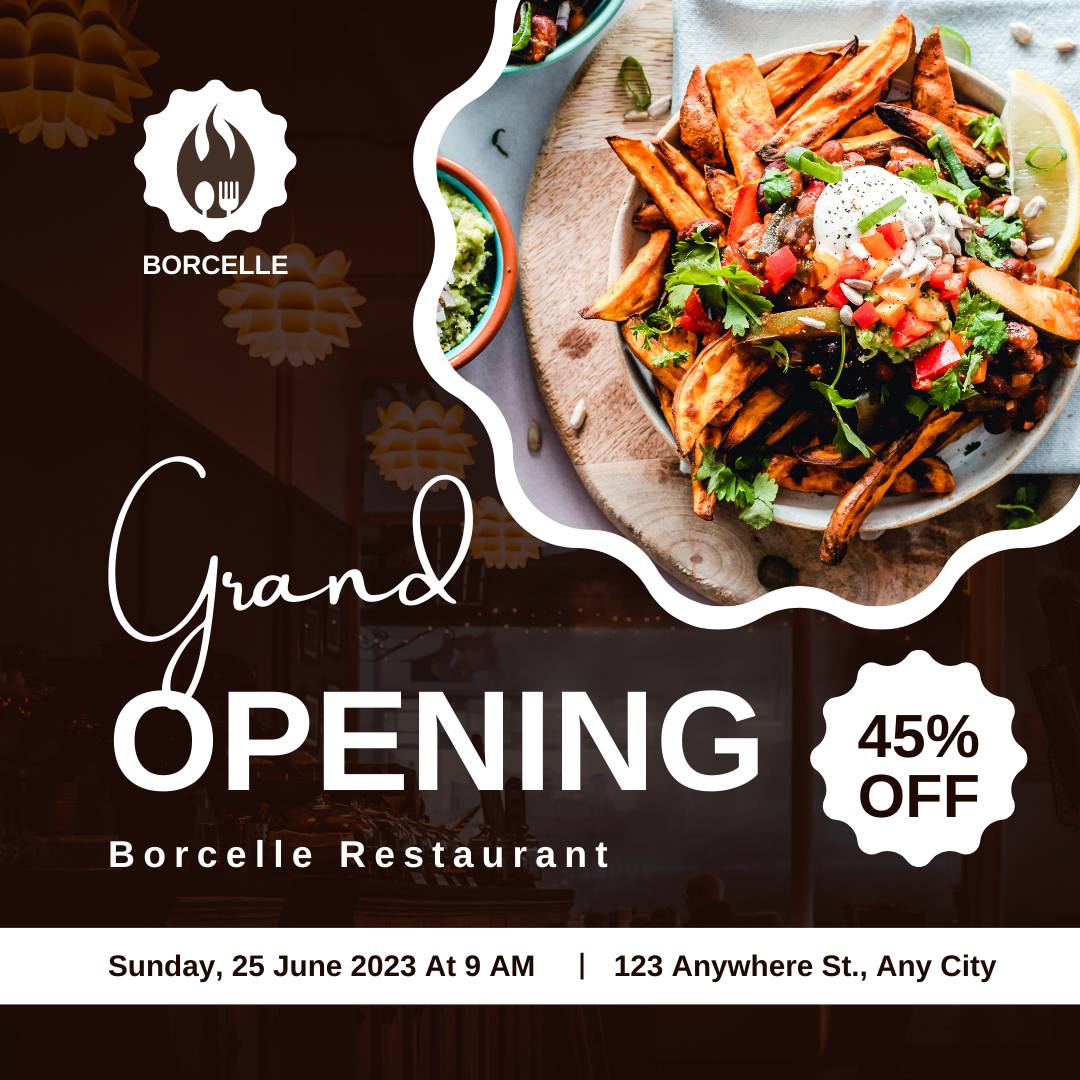 BORCELLE
Grand
OPENING
45%
OFF
Borcelle Restaurant
Sunday, 25 June 2023 At 9 AM | 123 Anywhere St., Any City